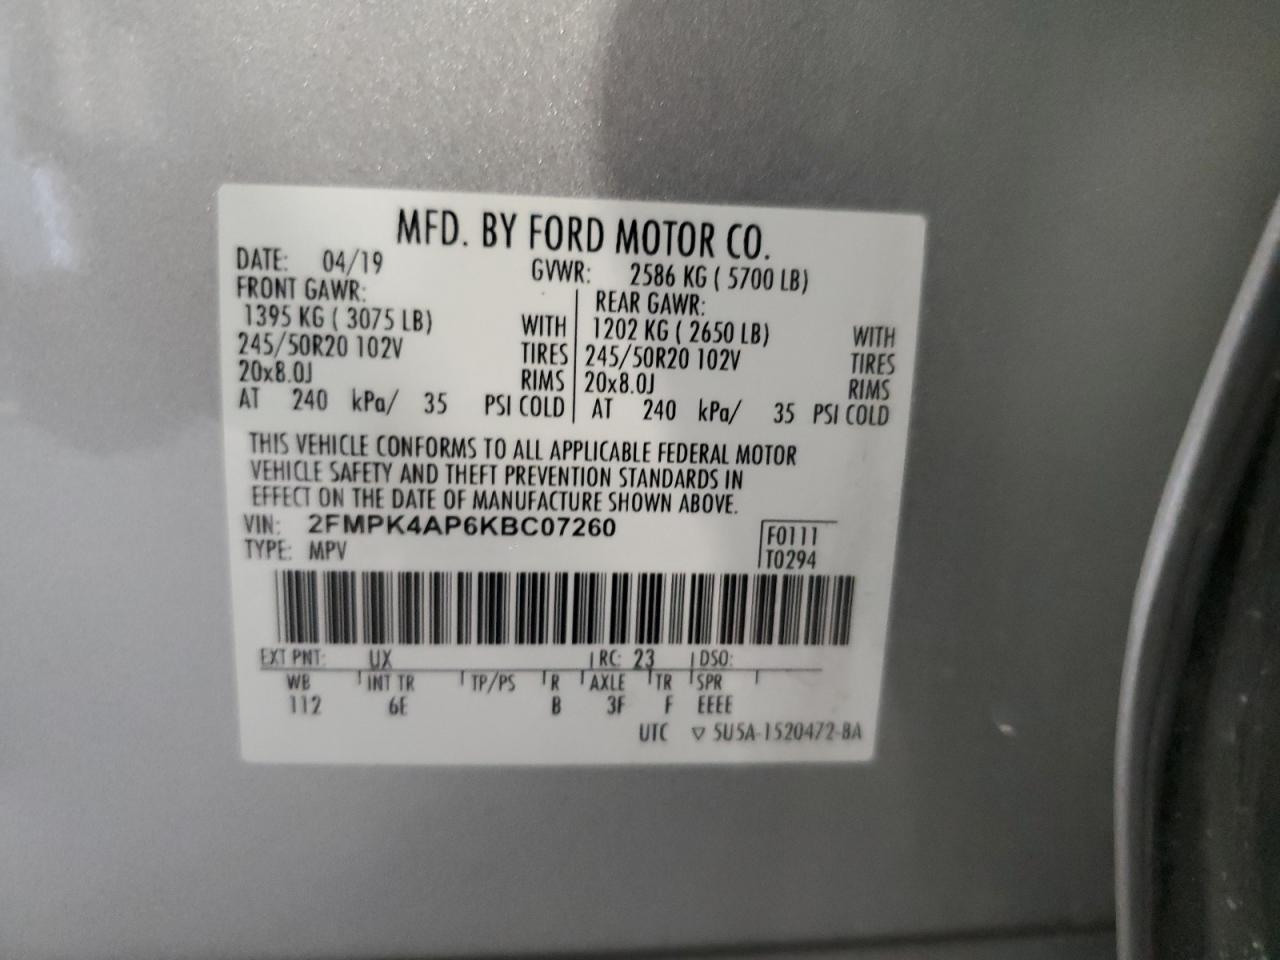 MFD. BY FORD MOTOR CO.
DATE: 04/19 GVWR: 2586 KG ( 5700 LB)
FRONT GAWR: REAR GAWR:
1395 KG ( 3075 LB) WITH 1202 KG ( 2650 LB) WITH
245/50R20 102V TIRES 245/50R20 102V TIRES
20x8.0J RIMS 20x8.0J RIMS
AT 240 kPa/ 35 PSI COLD AT 240 kPa/ 35 PSI COLD
THIS VEHICLE CONFORMS TO ALL APPLICABLE FEDERAL MOTOR
VEHICLE SAFETY AND THEFT PREVENTION STANDARDS IN
EFFECT ON THE DATE OF MANUFACTURE SHOWN ABOVE.
VIN: 2FMPK4AP6KBC07260 F0111
TYPE: MPV T0294
EXT PNT: UX RC: 23 DSO:
WB INT TR TP/PS R AXLE TR SPR
112 6E B 3F F EEEE
UTC ▽ 5U5A-1520472-BA